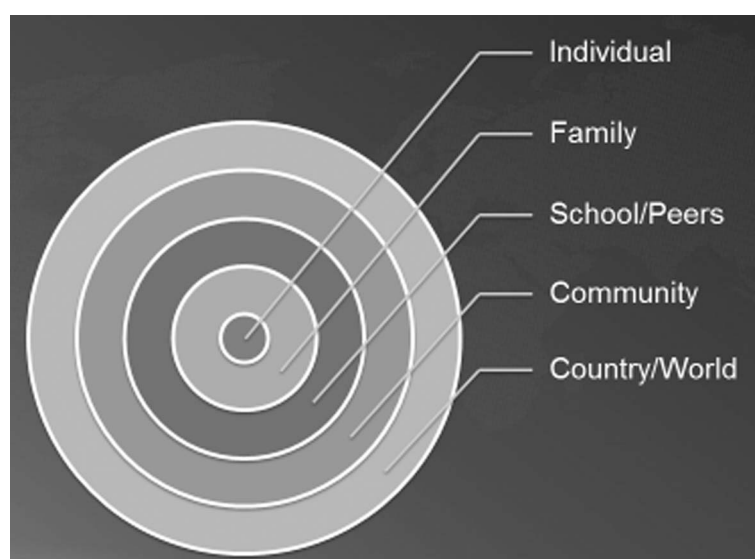 Individual
Family
School/Peers
Community
Country/World